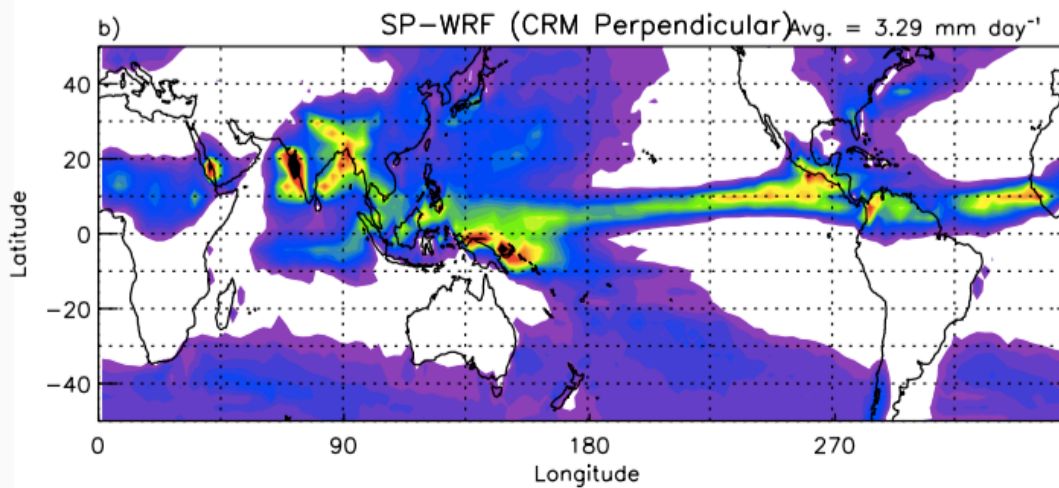 b) SP-WRF (CRM Perpendicular) Avg. = 3.29 mm day⁻¹
Latitude
40
20
0
−20
−40
0 90 180 270
Longitude